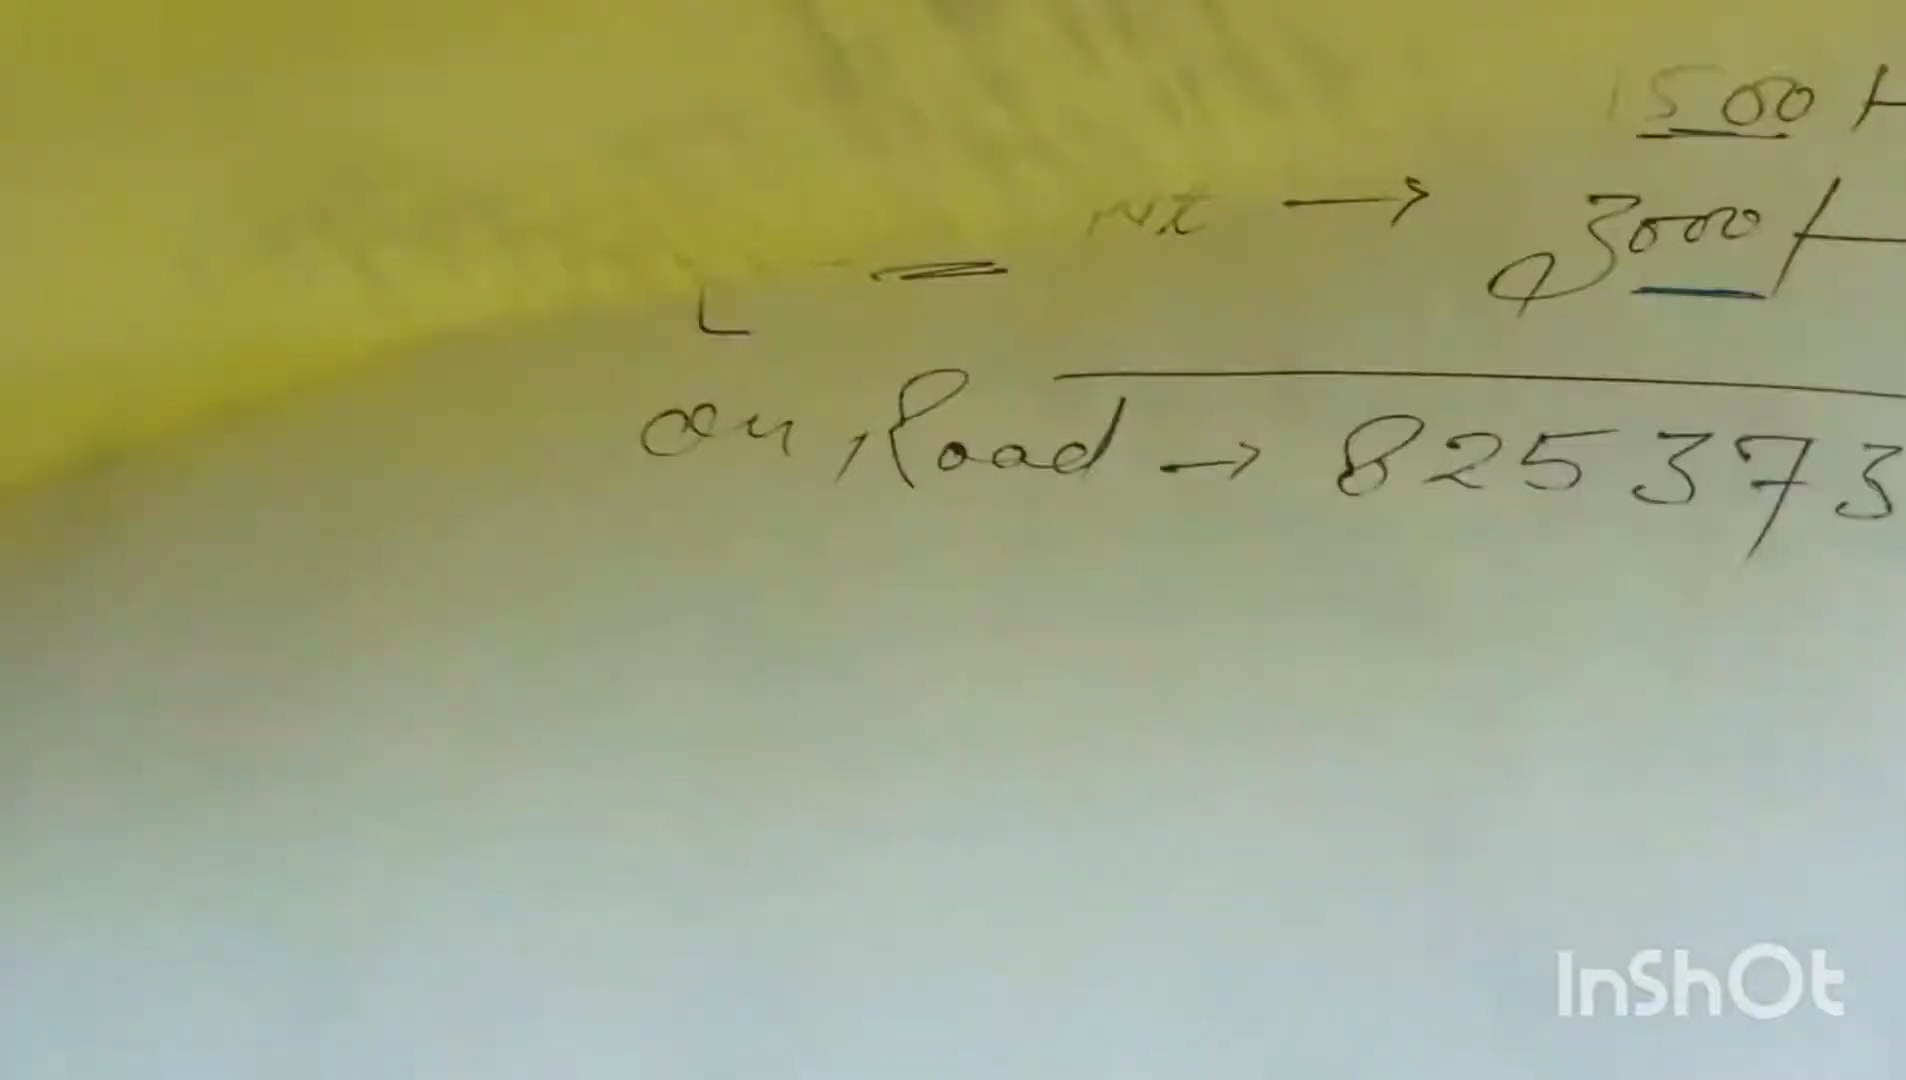 1500/-
→ 3000/-
on Road → 825373
InShOt